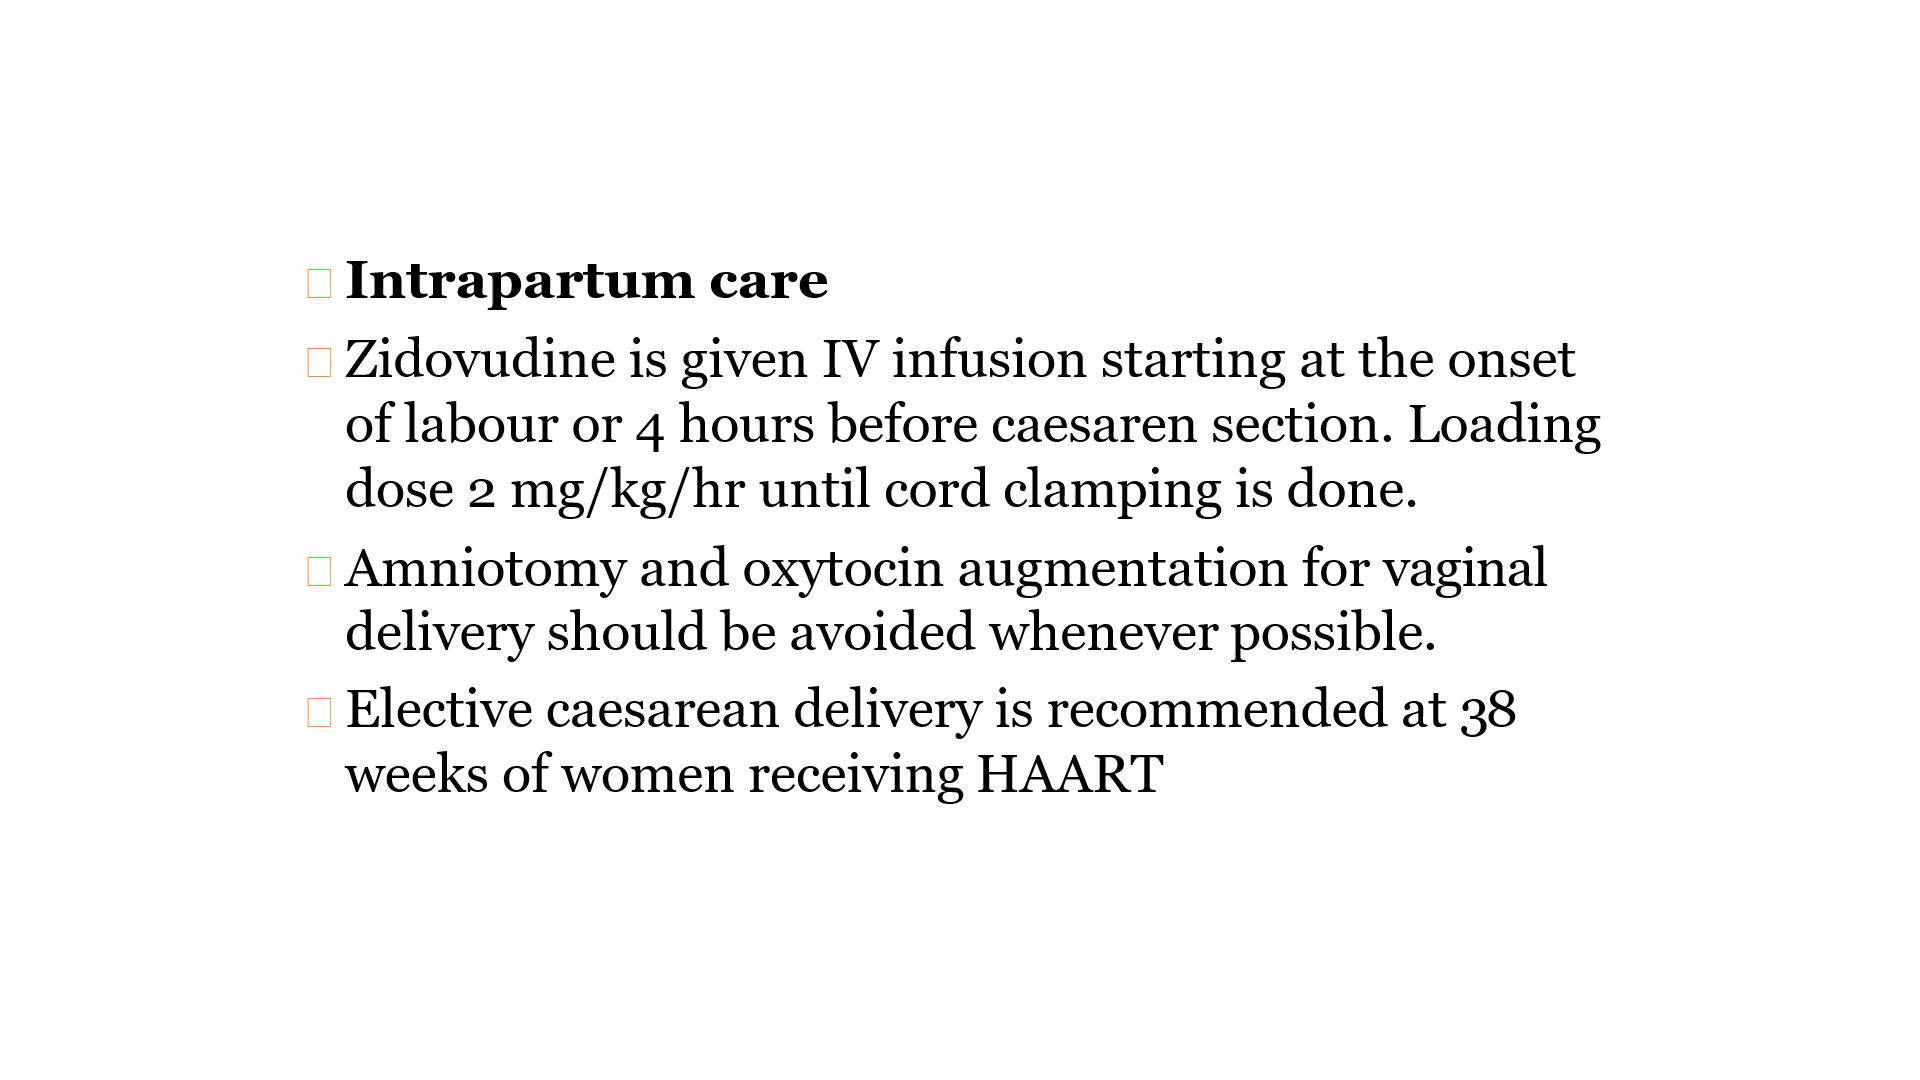 Intrapartum care
Zidovudine is given IV infusion starting at the onset
of labour or 4 hours before caesaren section. Loading
dose 2 mg/kg/hr until cord clamping is done.
Amniotomy and oxytocin augmentation for vaginal
delivery should be avoided whenever possible.
Elective caesarean delivery is recommended at 38
weeks of women receiving HAART